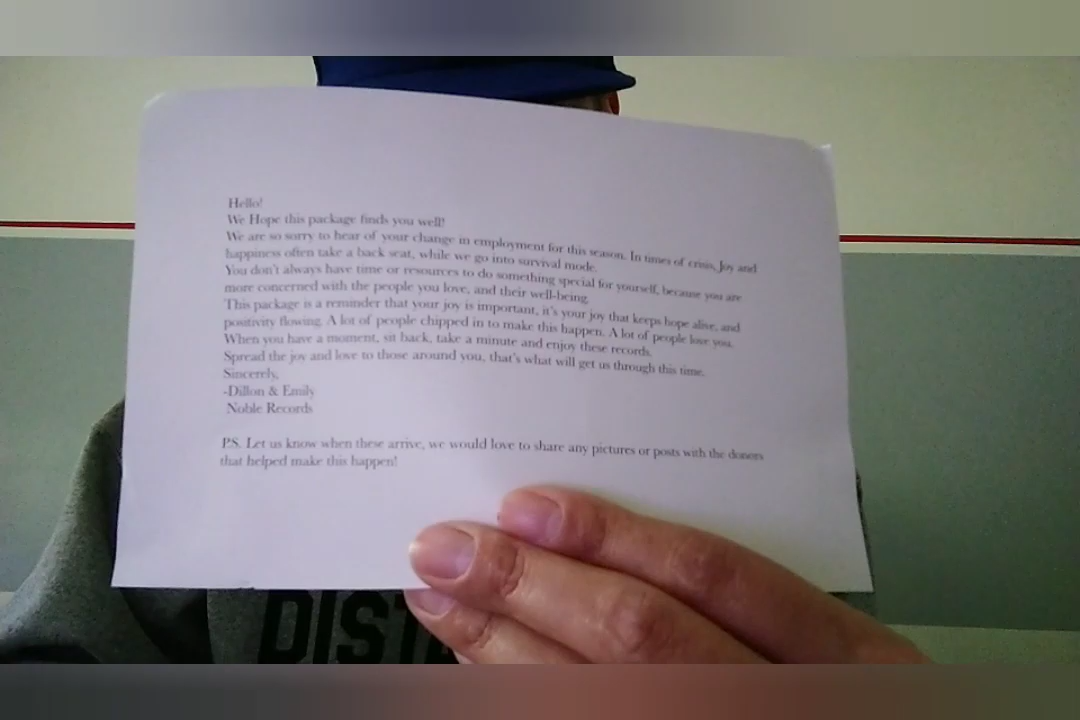 Hello!
We Hope this package finds you well!
We are so sorry to hear of your change in employment for this season. In times of crisis, Joy and
happiness often take a back seat, while we go into survival mode.
You don't always have time or resources to do something special for yourself, because you are
more concerned with the people you love, and their well-being.
This package is a reminder that your joy is important, it's your joy that keeps hope alive, and
positivity flowing. A lot of people chipped in to make this happen. A lot of people love you.
When you have a moment, sit back, take a minute and enjoy these records.
Spread the joy and love to those around you, that's what will get us through this time.
Sincerely,
-Dillon & Emily
Noble Records
PS. Let us know when these arrive, we would love to share any pictures or posts with the donors
that helped make this happen!
DIST